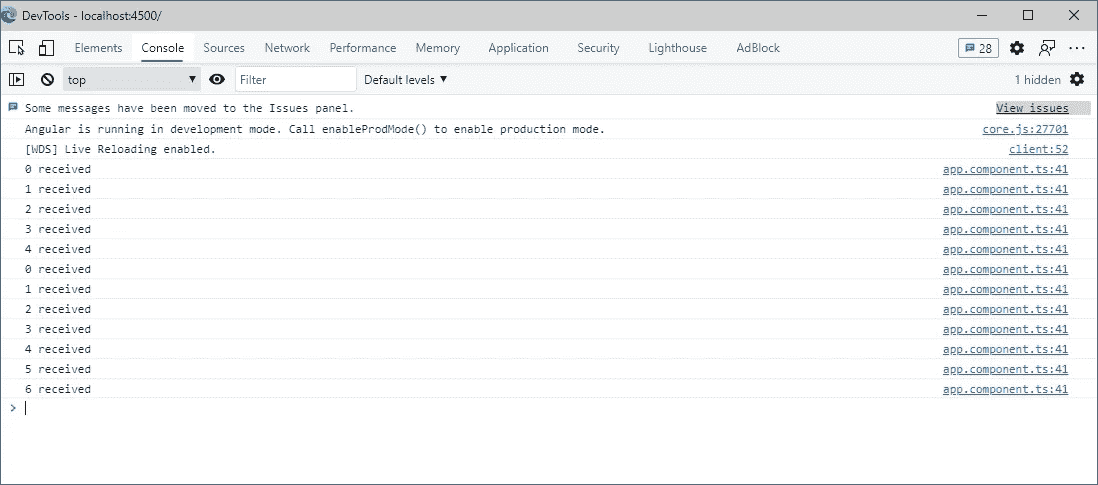 DevTools - localhost:4500/
Elements Console Sources Network Performance Memory Application Security Lighthouse AdBlock 28
top Filter Default levels 1 hidden
Some messages have been moved to the Issues panel. View issues
Angular is running in development mode. Call enableProdMode() to enable production mode. core.js:27701
[WDS] Live Reloading enabled. client:52
0 received app.component.ts:41
1 received app.component.ts:41
2 received app.component.ts:41
3 received app.component.ts:41
4 received app.component.ts:41
0 received app.component.ts:41
1 received app.component.ts:41
2 received app.component.ts:41
3 received app.component.ts:41
4 received app.component.ts:41
5 received app.component.ts:41
6 received app.component.ts:41